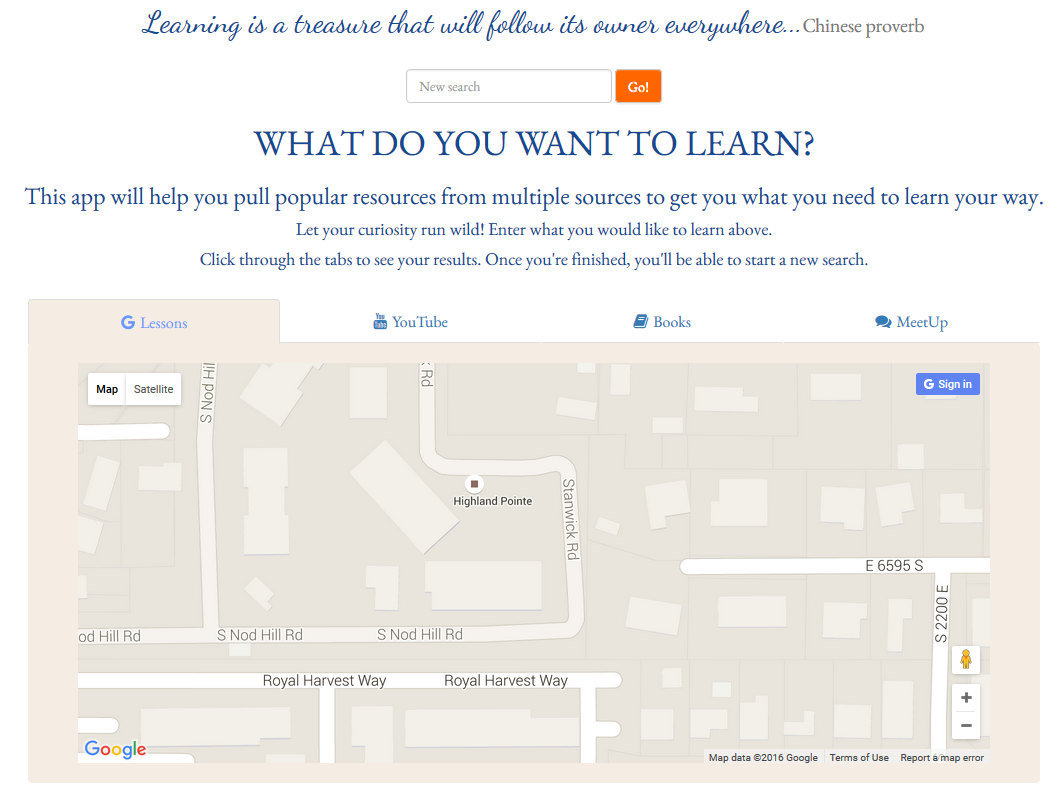 Learning is a treasure that will follow its owner everywhere... Chinese proverb
New search Go!
WHAT DO YOU WANT TO LEARN?
This app will help you pull popular resources from multiple sources to get you what you need to learn your way.
Let your curiosity run wild! Enter what you would like to learn above.
Click through the tabs to see your results. Once you're finished, you'll be able to start a new search.
G Lessons You Tube YouTube Books MeetUp
Map Satellite
G Sign in
S Nod Hill
k Rd
Highland Pointe
Stanwick Rd
E 6595 S
S 2200 E
od Hill Rd S Nod Hill Rd S Nod Hill Rd
Royal Harvest Way Royal Harvest Way
+
−
Google
Map data ©2016 Google Terms of Use Report a map error